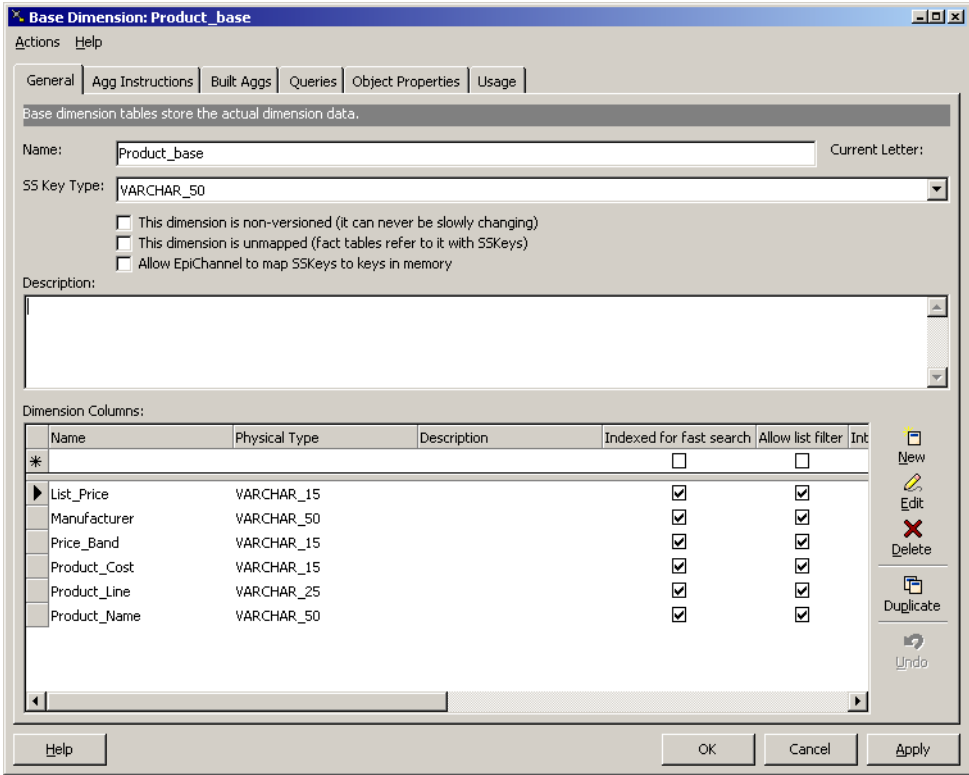 Base Dimension: Product_base
Actions Help
General Agg Instructions Built Aggs Queries Object Properties Usage
Base dimension tables store the actual dimension data.
Name: Product_base Current Letter:
SS Key Type: VARCHAR_50
This dimension is non-versioned (it can never be slowly changing)
This dimension is unmapped (fact tables refer to it with SSKeys)
Allow EpiChannel to map SSKeys to keys in memory
Description:
Dimension Columns:
Name Physical Type Description Indexed for fast search Allow list filter Int
List_Price VARCHAR_15
Manufacturer VARCHAR_50
Price_Band VARCHAR_15
Product_Cost VARCHAR_15
Product_Line VARCHAR_25
Product_Name VARCHAR_50
New
Edit
Delete
Duplicate
Undo
Help OK Cancel Apply